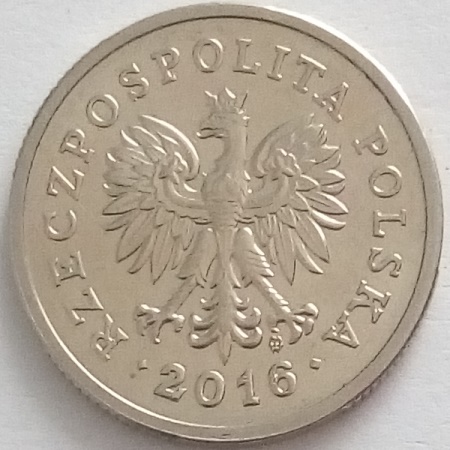 RZECZPOSPOLITA POLSKA
· 2016 ·